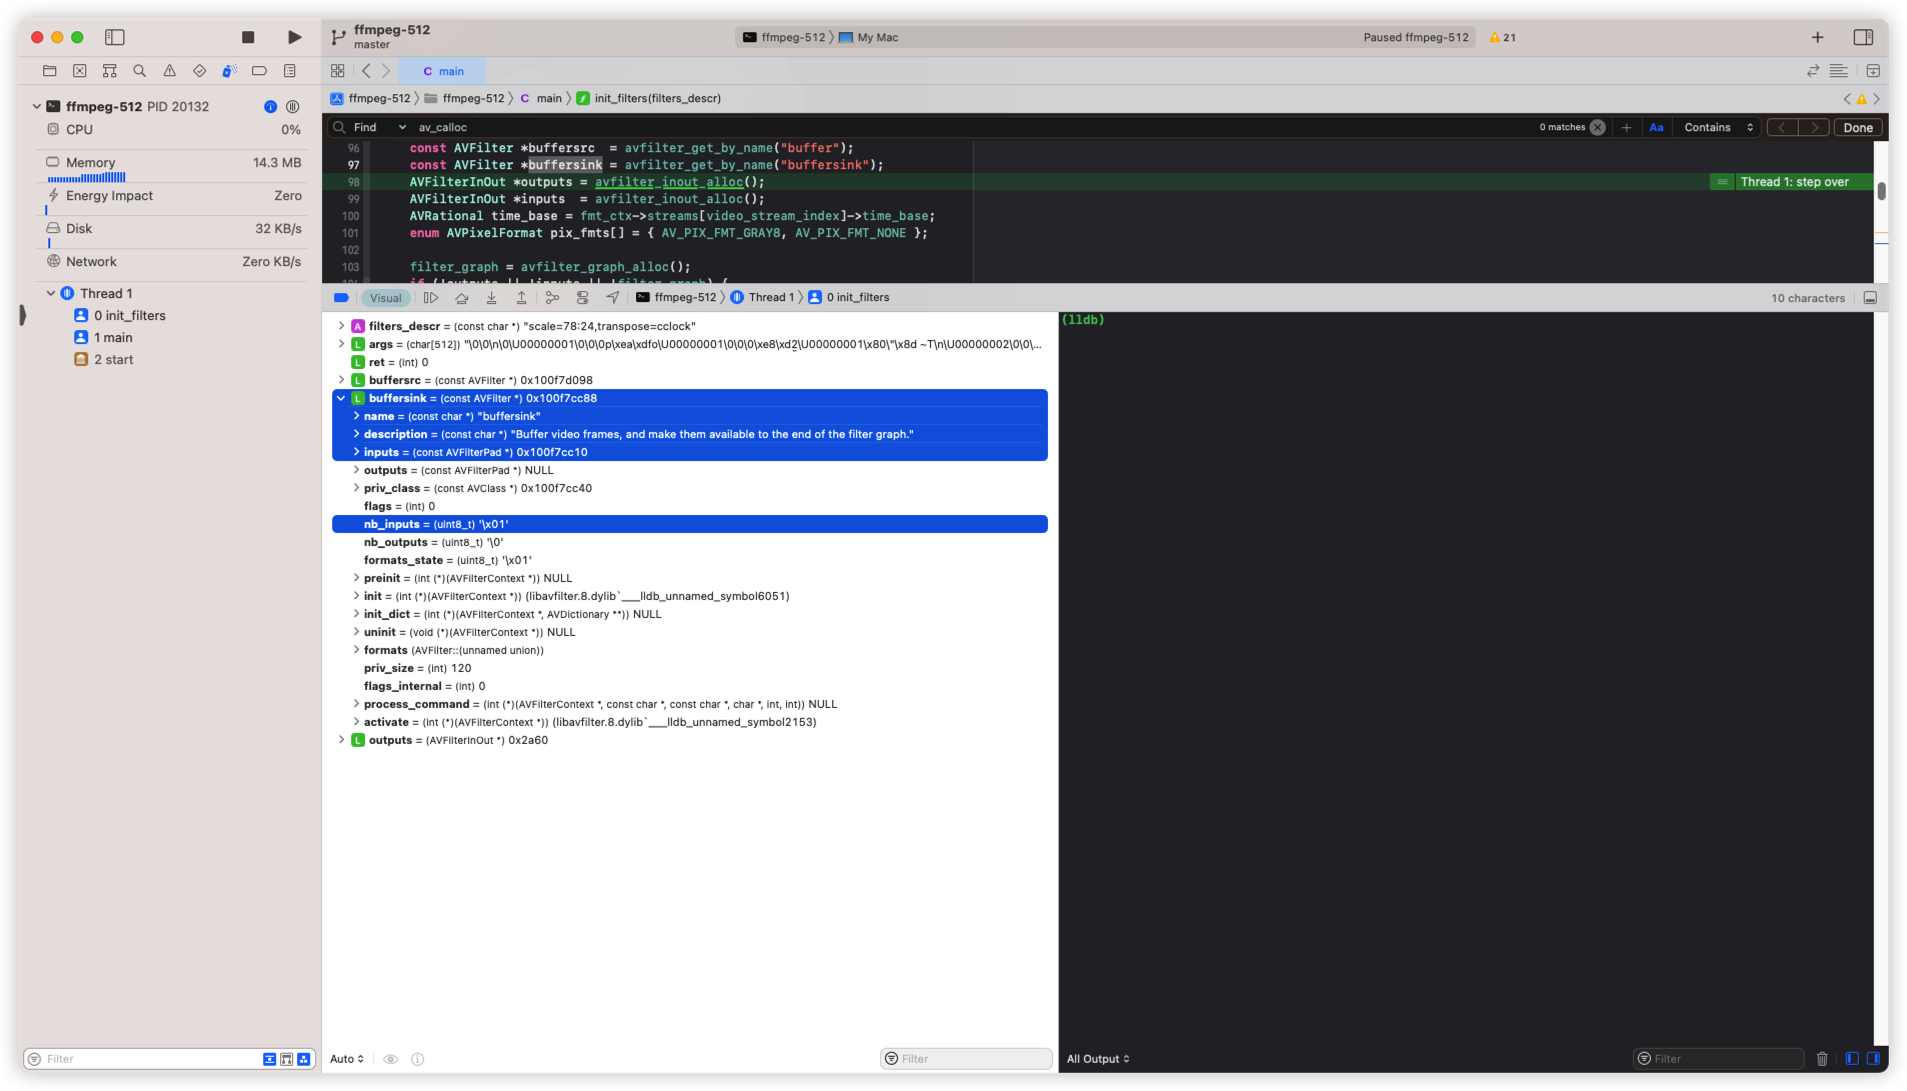 ffmpeg-512
master
ffmpeg-512 〉 My Mac
Paused ffmpeg-512
21
C main
ffmpeg-512 PID 20132
CPU 0%
Memory 14.3 MB
Energy Impact Zero
Disk 32 KB/s
Network Zero KB/s
Thread 1
0 init_filters
1 main
2 start
Filter
ffmpeg-512 〉 ffmpeg-512 〉 C main 〉 f init_filters(filters_descr)
Find av_calloc
0 matches
Aa
Contains
Done
96 const AVFilter *buffersrc = avfilter_get_by_name("buffer");
97 const AVFilter *buffersink = avfilter_get_by_name("buffersink");
98 AVFilterInOut *outputs = avfilter_inout_alloc();
Thread 1: step over
99 AVFilterInOut *inputs = avfilter_inout_alloc();
100 AVRational time_base = fmt_ctx->streams[video_stream_index]->time_base;
101 enum AVPixelFormat pix_fmts[] = { AV_PIX_FMT_GRAY8, AV_PIX_FMT_NONE };
102
103 filter_graph = avfilter_graph_alloc();
104 if (!outputs || !inputs || !filter_graph) {
Visual
ffmpeg-512 〉 Thread 1 〉 0 init_filters
10 characters
A filters_descr = (const char *) "scale=78:24,transpose=cclock"
L args = (char[512]) "\0\0\n\0\U00000001\0\0\0p\xea\xdfo\U00000001\0\0\0\xe8\xd2̡\U00000001\x80\"\x8d ~T\n\U00000002\0\0\...
L ret = (int) 0
L buffersrc = (const AVFilter *) 0x100f7d098
L buffersink = (const AVFilter *) 0x100f7cc88
name = (const char *) "buffersink"
description = (const char *) "Buffer video frames, and make them available to the end of the filter graph."
inputs = (const AVFilterPad *) 0x100f7cc10
outputs = (const AVFilterPad *) NULL
priv_class = (const AVClass *) 0x100f7cc40
flags = (int) 0
nb_inputs = (uint8_t) '\x01'
nb_outputs = (uint8_t) '\0'
formats_state = (uint8_t) '\x01'
preinit = (int (*)(AVFilterContext *)) NULL
init = (int (*)(AVFilterContext *)) (libavfilter.8.dylib`___lldb_unnamed_symbol6051)
init_dict = (int (*)(AVFilterContext *, AVDictionary **)) NULL
uninit = (void (*)(AVFilterContext *)) NULL
formats (AVFilter::(unnamed union))
priv_size = (int) 120
flags_internal = (int) 0
process_command = (int (*)(AVFilterContext *, const char *, const char *, char *, int, int)) NULL
activate = (int (*)(AVFilterContext *)) (libavfilter.8.dylib`___lldb_unnamed_symbol2153)
L outputs = (AVFilterInOut *) 0x2a60
Auto
Filter
(lldb)
All Output
Filter